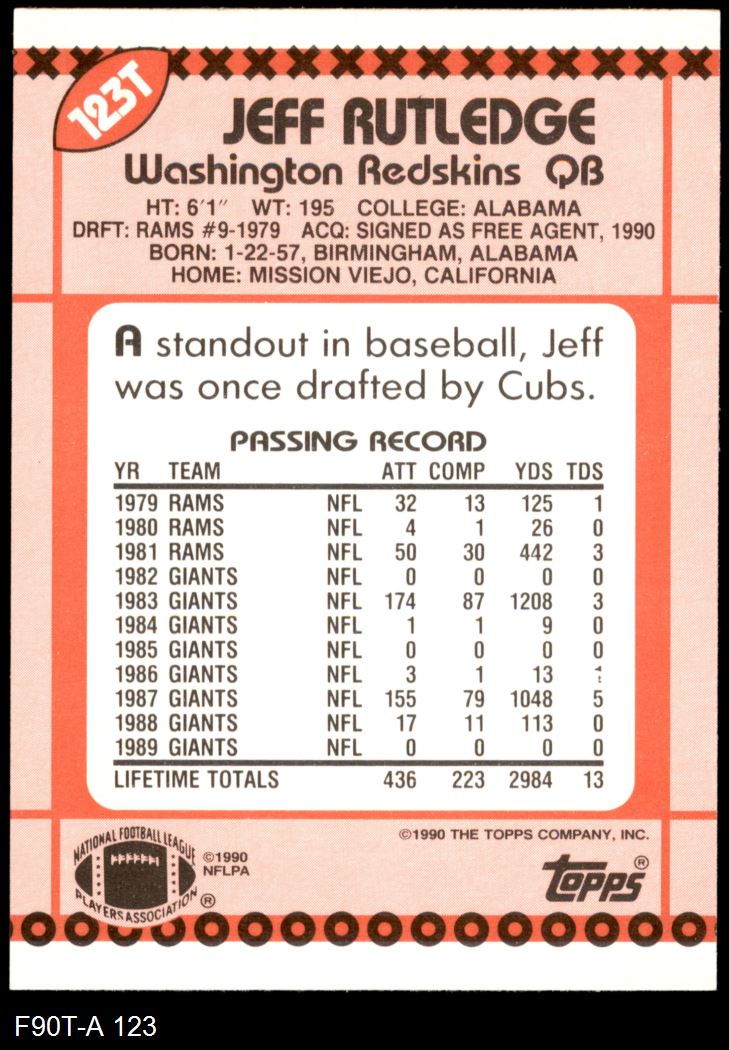 123T
JEFF RUTLEDGE
Washington Redskins QB
HT: 6'1" WT: 195 COLLEGE: ALABAMA
DRFT: RAMS #9-1979 ACQ: SIGNED AS FREE AGENT, 1990
BORN: 1-22-57, BIRMINGHAM, ALABAMA
HOME: MISSION VIEJO, CALIFORNIA
A standout in baseball, Jeff
was once drafted by Cubs.
PASSING RECORD
YR TEAM ATT COMP YDS TDS
1979 RAMS NFL 32 13 125 1
1980 RAMS NFL 4 1 26 0
1981 RAMS NFL 50 30 442 3
1982 GIANTS NFL 0 0 0 0
1983 GIANTS NFL 174 87 1208 3
1984 GIANTS NFL 1 1 9 0
1985 GIANTS NFL 0 0 0 0
1986 GIANTS NFL 3 1 13 1
1987 GIANTS NFL 155 79 1048 5
1988 GIANTS NFL 17 11 113 0
1989 GIANTS NFL 0 0 0 0
LIFETIME TOTALS 436 223 2984 13
©1990 THE TOPPS COMPANY, INC.
NATIONAL FOOTBALL LEAGUE
PLAYERS ASSOCIATION ®
©1990
NFLPA
Topps®
F90T-A 123